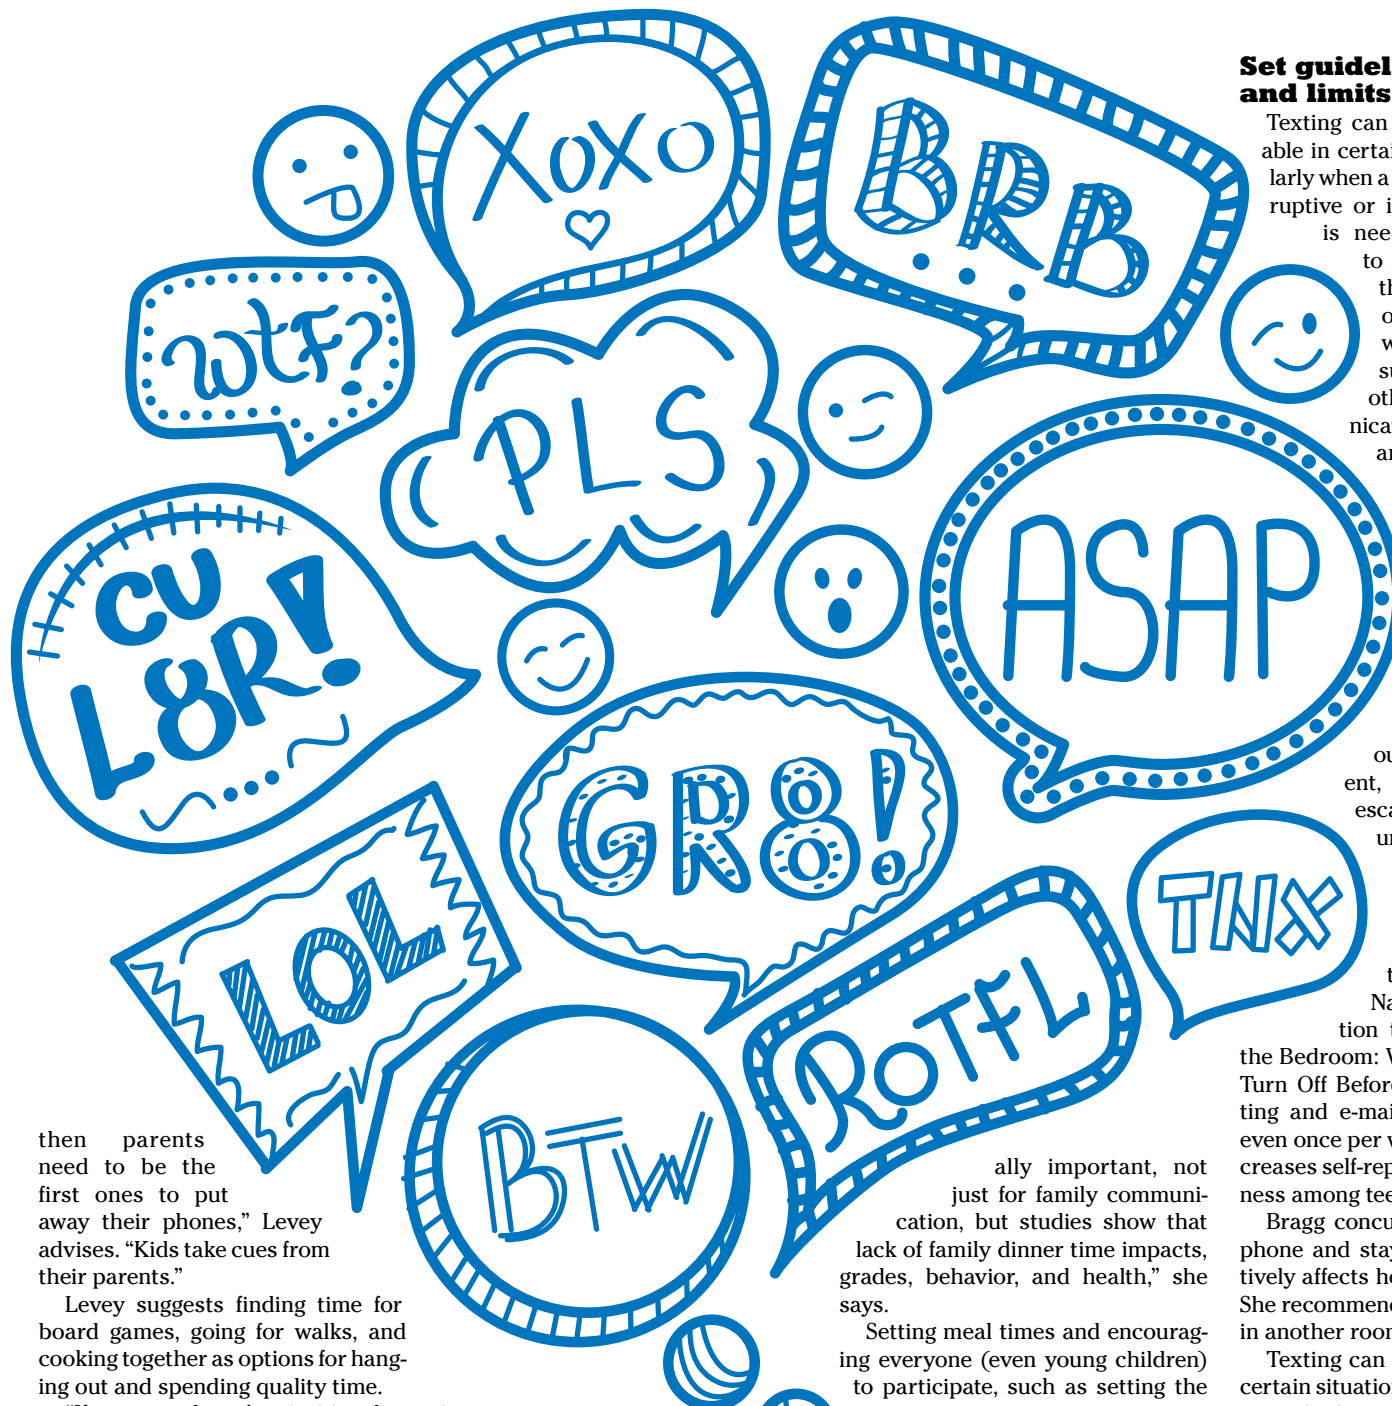 XoXo
BRB
wtf?
PLS
CU
L8R!
ASAP
GR8!
LOL
TNX
RoTFL
BTW
then parents
need to be the
first ones to put
away their phones,” Levey
advises. “Kids take cues from
their parents.”
Levey suggests finding time for
board games, going for walks, and
cooking together as options for hang-
ing out and spending quality time.
ally important, not
just for family communi-
cation, but studies show that
lack of family dinner time impacts,
grades, behavior, and health,” she
says.
Setting meal times and encourag-
ing everyone (even young children)
to participate, such as setting the
Set guidel
and limits
Texting can
able in certai
larly when a
ruptive or i
is nee
to
th
o
w
su
oth
nica
a
ou
ent,
esca
un
t
Na
tion t
the Bedroom: W
Turn Off Before
ting and e-mai
even once per w
creases self-rep
ness among tee
Bragg concu
phone and stay
tively affects he
She recommend
in another room
Texting can
certain situation